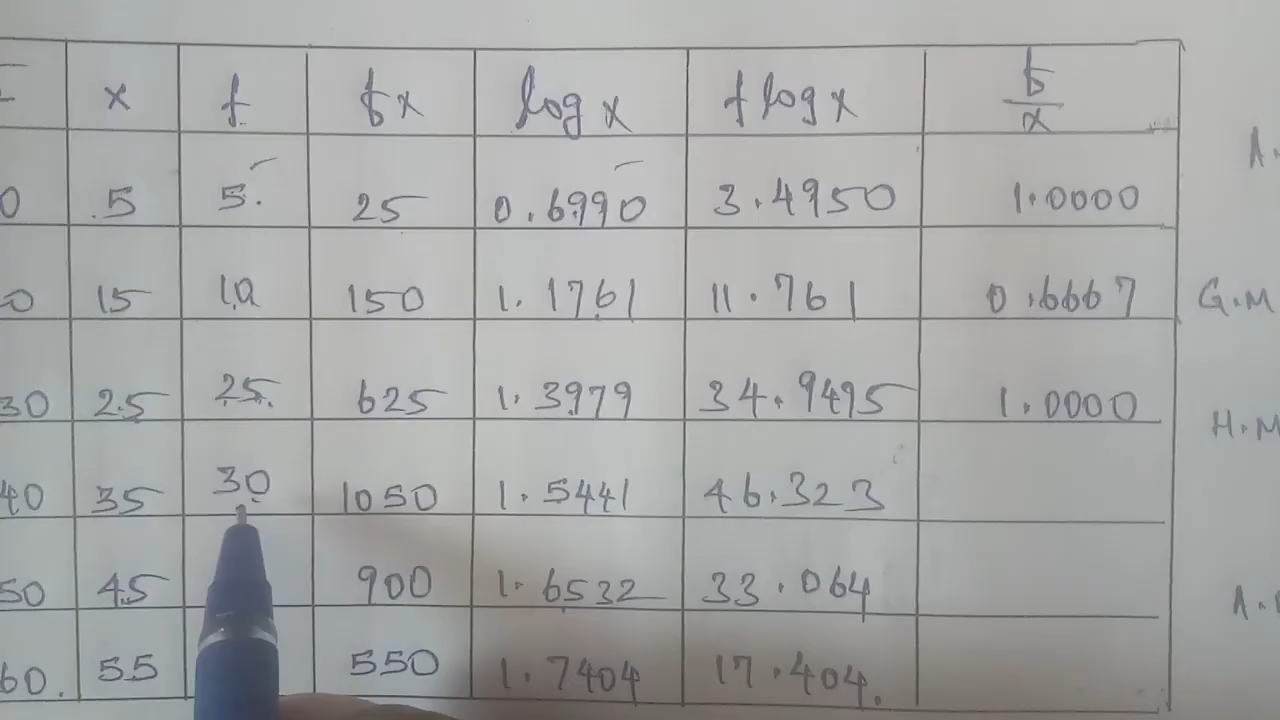 x f fx log x f log x f/x
0 5 5 25 0.6990 3.4950 1.0000
0 15 10 150 1.1761 11.761 0.6667
30 25 25 625 1.3979 34.9495 1.0000
40 35 30 1050 1.5441 46.323
50 45 900 1.6532 33.064
60 55 550 1.7404 17.404
A.
G.M
H.M
A.